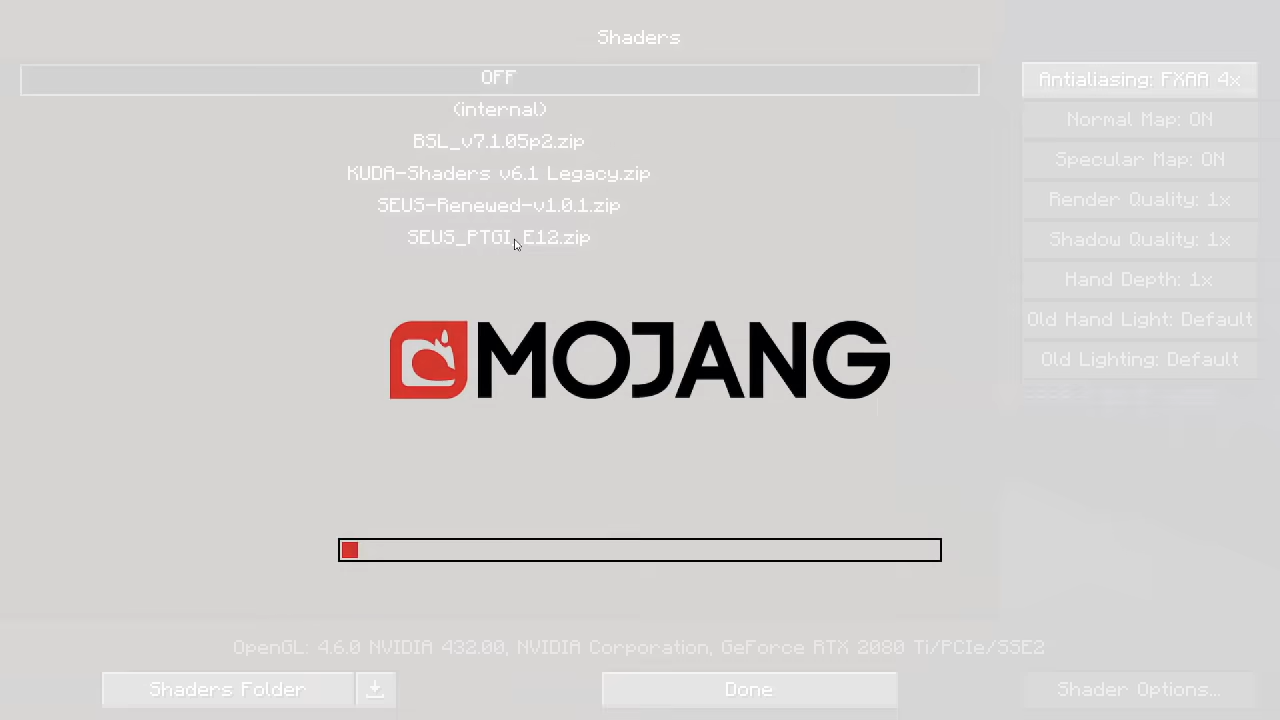 Shaders
OFF
(internal)
BSL_v7.1.05p2.zip
KUDA-Shaders v6.1 Legacy.zip
SEUS-Renewed-v1.0.1.zip
SEUS_PTGI_E12.zip
Antialiasing: FXAA 4x
Normal Map: ON
Specular Map: ON
Render Quality: 1x
Shadow Quality: 1x
Hand Depth: 1x
Old Hand Light: Default
Old Lighting: Default
MOJANG
OpenGL: 4.6.0 NVIDIA 432.00, NVIDIA Corporation, GeForce RTX 2080 Ti/PCIe/SSE2
Shaders Folder
Done
Shader Options...